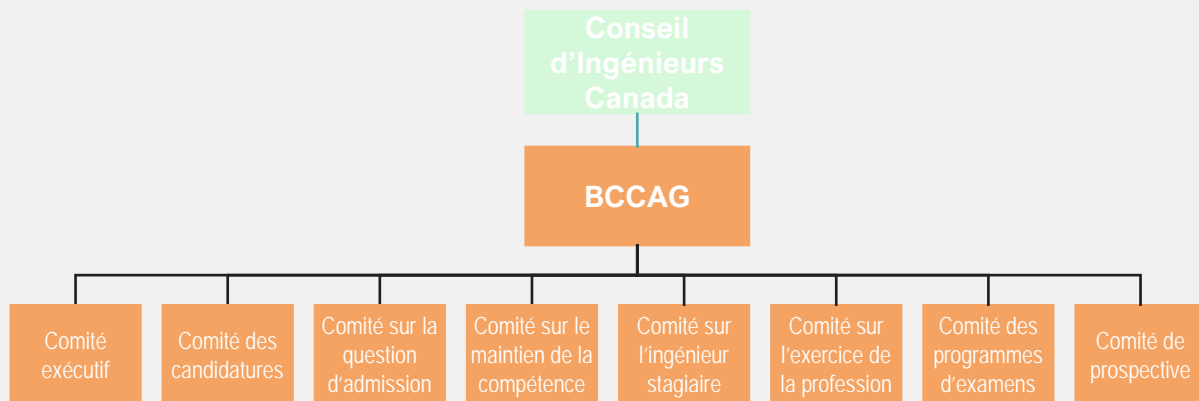 Conseil
d'Ingénieurs
Canada
BCCAG
Comité
exécutif
Comité des
candidatures
Comité sur la
question
d'admission
Comité sur le
maintien de la
compétence
Comité sur
l'ingénieur
stagiaire
Comité sur
l'exercice de
la profession
Comité des
programmes
d'examens
Comité de
prospective